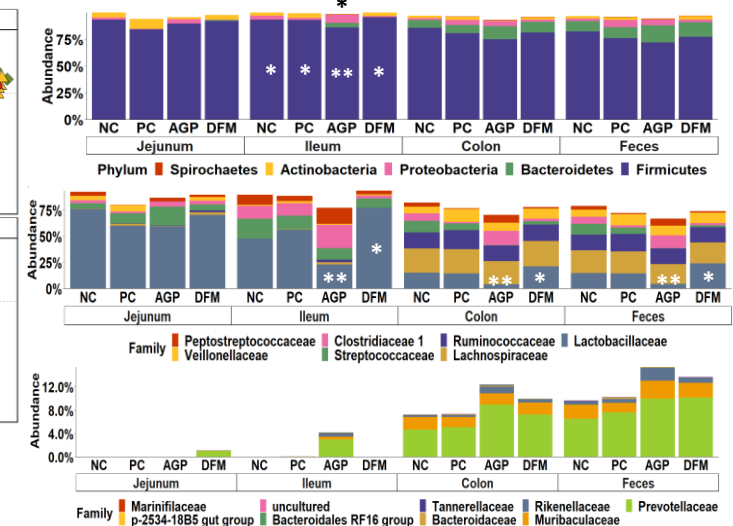 *
Abundance
75%
50%
25%
0%
* * ** *
NC PC AGP DFM NC PC AGP DFM NC PC AGP DFM NC PC AGP DFM
Jejunum Ileum Colon Feces
Phylum Spirochaetes Actinobacteria Proteobacteria Bacteroidetes Firmicutes
Abundance
75%
50%
25%
0%
** * ** * ** *
NC PC AGP DFM NC PC AGP DFM NC PC AGP DFM NC PC AGP DFM
Jejunum Ileum Colon Feces
Family Peptostreptococcaceae Clostridiaceae 1 Ruminococcaceae Lactobacillaceae
Veillonellaceae Streptococcaceae Lachnospiraceae
Abundance
12.0%
8.0%
4.0%
0.0%
NC PC AGP DFM NC PC AGP DFM NC PC AGP DFM NC PC AGP DFM
Jejunum Ileum Colon Feces
Family Marinifilaceae uncultured Tannerellaceae Rikenellaceae Prevotellaceae
p-2534-18B5 gut group Bacteroidales RF16 group Bacteroidaceae Muribaculaceae